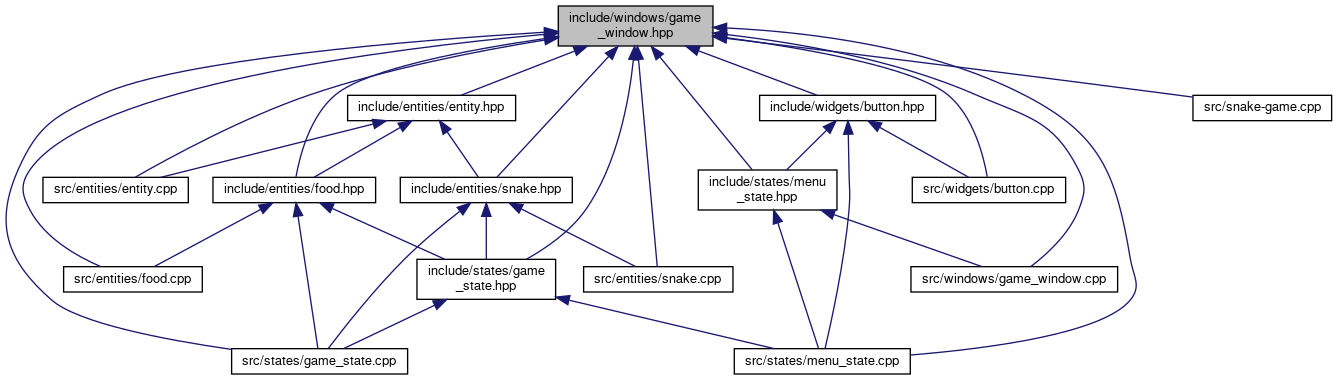 include/windows/game
_window.hpp
include/entities/entity.hpp
include/widgets/button.hpp
src/snake-game.cpp
src/entities/entity.cpp
include/entities/food.hpp
include/entities/snake.hpp
include/states/menu
_state.hpp
src/widgets/button.cpp
src/entities/food.cpp
include/states/game
_state.hpp
src/entities/snake.cpp
src/windows/game_window.cpp
src/states/game_state.cpp
src/states/menu_state.cpp